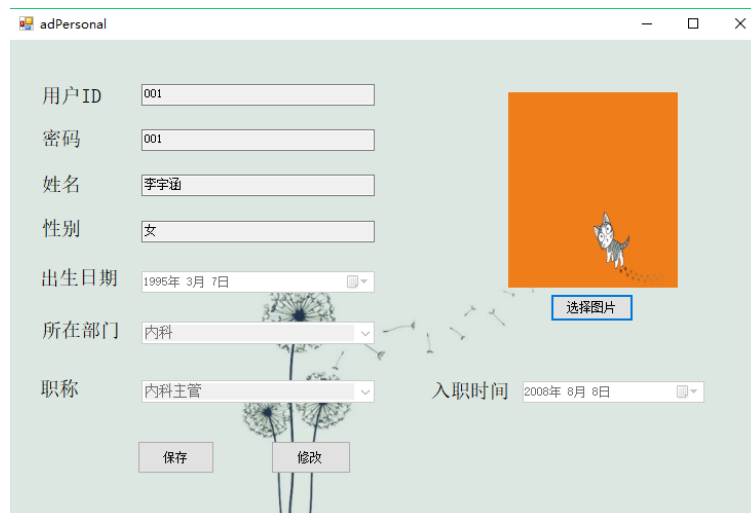 adPersonal
用户ID 001
密码 001
姓名 李宇涵
性别 女
出生日期 1995年 3月 7日
选择图片
所在部门 内科
职称 内科主管 入职时间 2008年 8月 8日
保存 修改